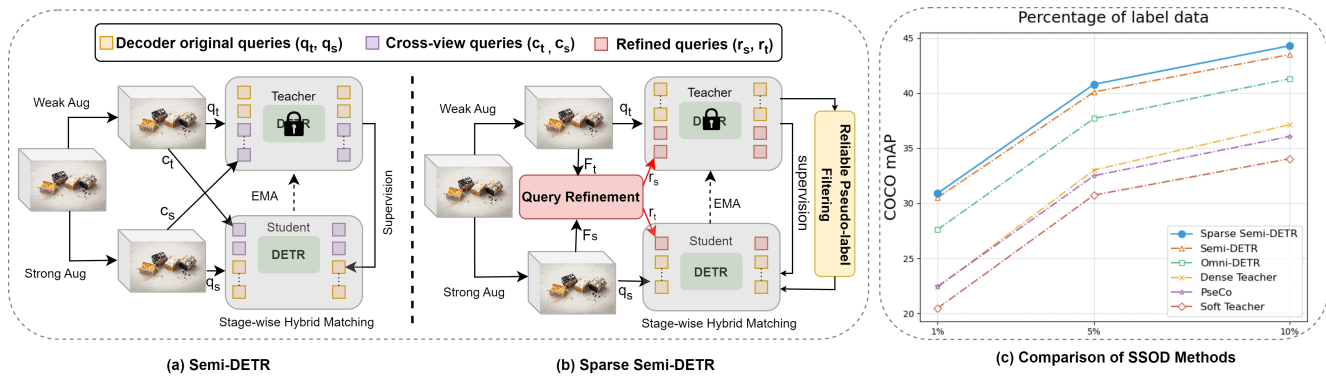 Decoder original queries (qt, qs)
Cross-view queries (ct , cs)
Refined queries (rs, rt)
Weak Aug
Strong Aug
qt
ct
cs
qs
Teacher
DETR
EMA
Student
DETR
Supervision
Stage-wise Hybrid Matching
(a) Semi-DETR
Weak Aug
Strong Aug
qt
Ft
Query Refinement
Fs
qs
rs
rt
Teacher
DETR
EMA
Student
DETR
supervision
Reliable Pseudo-label
Filtering
Stage-wise Hybrid Matching
(b) Sparse Semi-DETR
Percentage of label data
COCO mAP
45
40
35
30
25
20
1%
5%
10%
Sparse Semi-DETR
Semi-DETR
Omni-DETR
Dense Teacher
PseCo
Soft Teacher
(c) Comparison of SSOD Methods